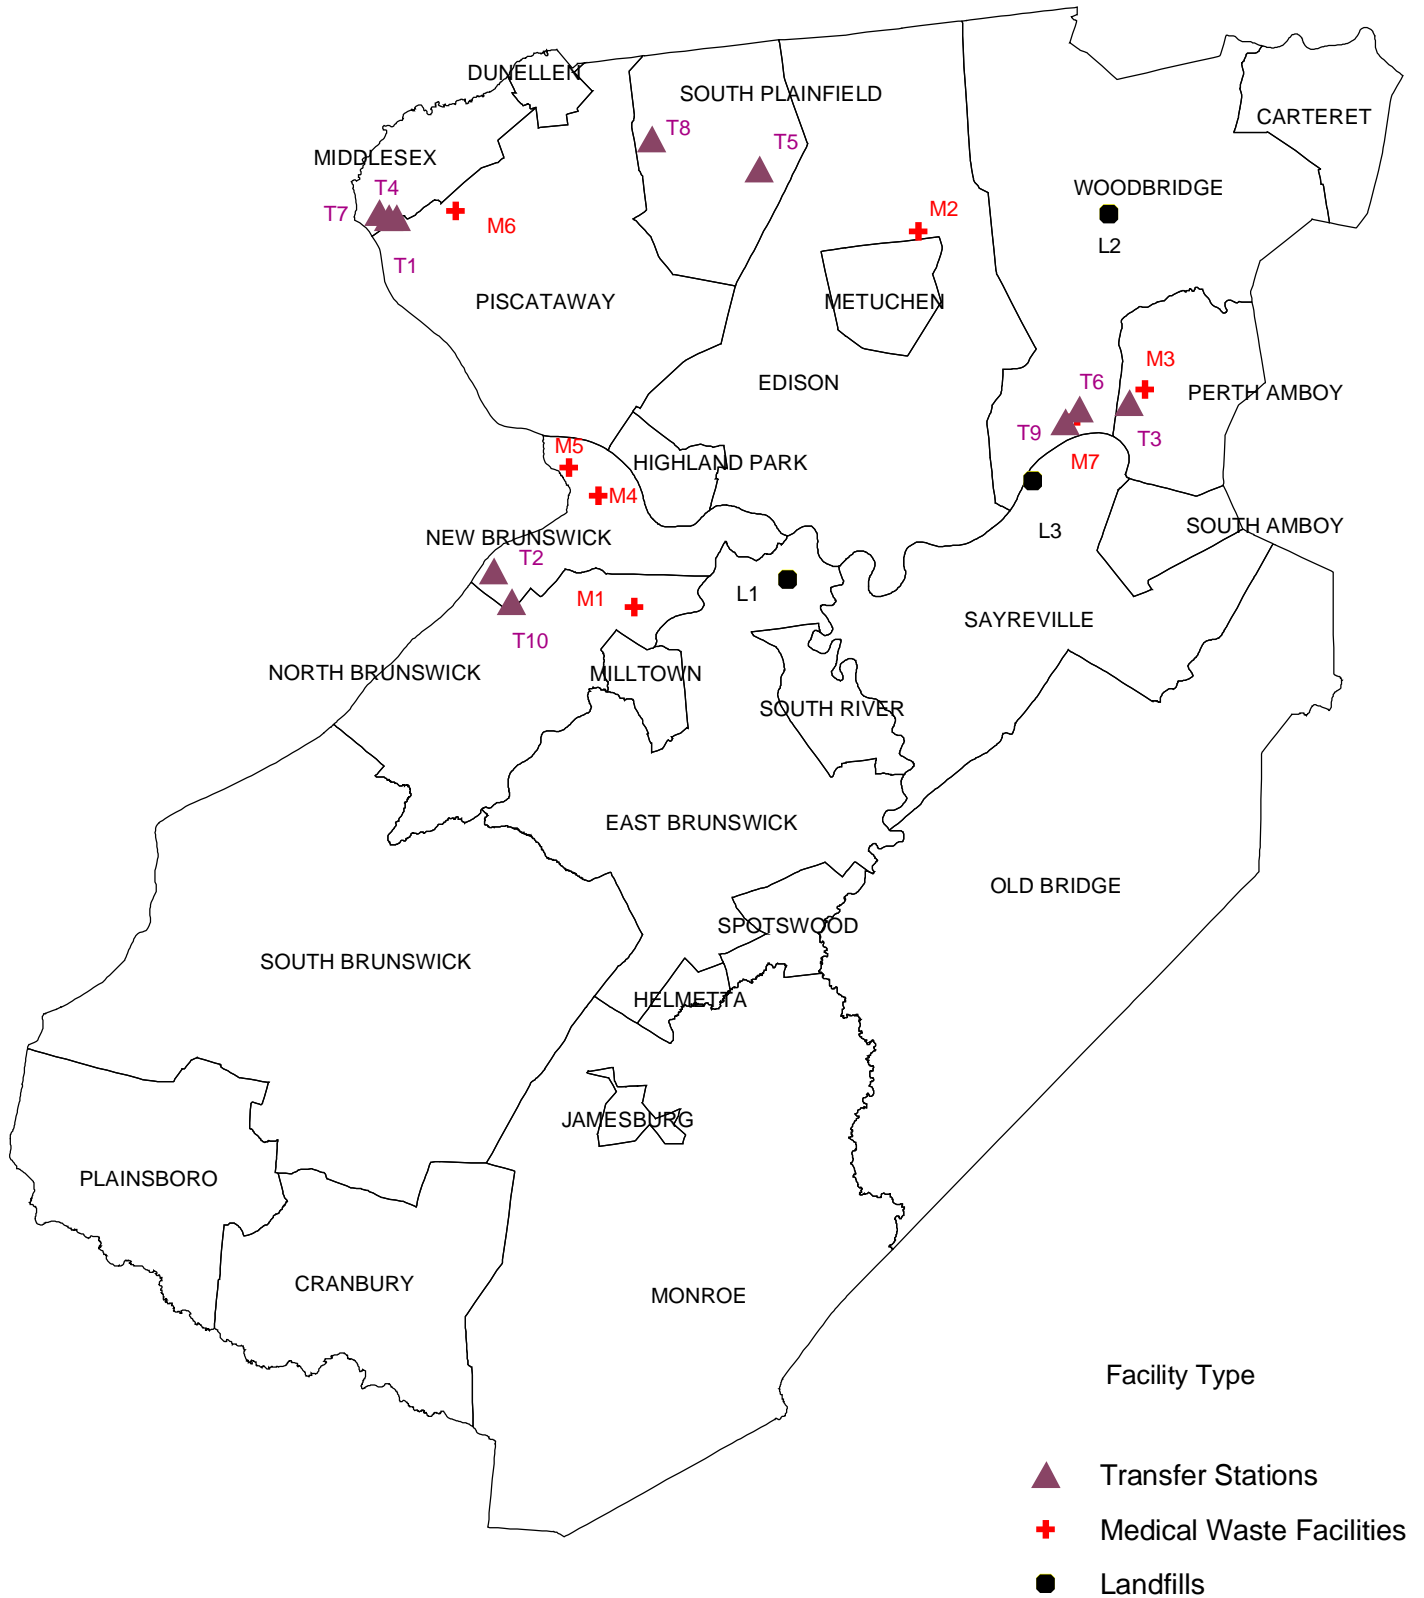 DUNELLEN
SOUTH PLAINFIELD
CARTERET
T8
T5
MIDDLESEX
T4
WOODBRIDGE
T7
M2
M6
L2
T1
PISCATAWAY
METUCHEN
M3
EDISON
T6
PERTH AMBOY
T9
T3
M5
HIGHLAND PARK
M7
M4
SOUTH AMBOY
NEW BRUNSWICK
L3
T2
L1
M1
SAYREVILLE
T10
NORTH BRUNSWICK
MILLTOWN
SOUTH RIVER
EAST BRUNSWICK
OLD BRIDGE
SPOTSWOOD
SOUTH BRUNSWICK
HELMETTA
JAMESBURG
PLAINSBORO
CRANBURY
MONROE
Facility Type
Transfer Stations
Medical Waste Facilities
Landfills